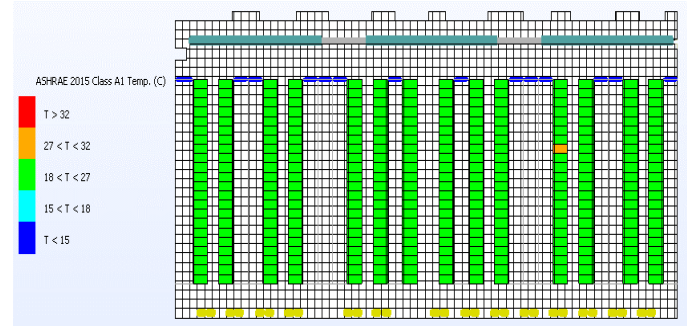 ASHRAE 2015 Class A1 Temp. (C)
T > 32
27 < T < 32
18 < T < 27
15 < T < 18
T < 15